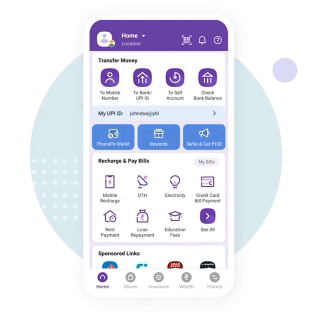 Home
Location
Transfer Money
To Mobile Number
To Bank/ UPI ID
To Self Account
Check Bank Balance
My UPI ID: johndoe@ybl
PhonePe Wallet
Rewards
Refer & Get ₹100
Recharge & Pay Bills
My Bills
Mobile Recharge
DTH
Electricity
Credit Card Bill Payment
Rent Payment
Loan Repayment
Education Fees
See All
Sponsored Links
Home
Stores
Insurance
Wealth
History